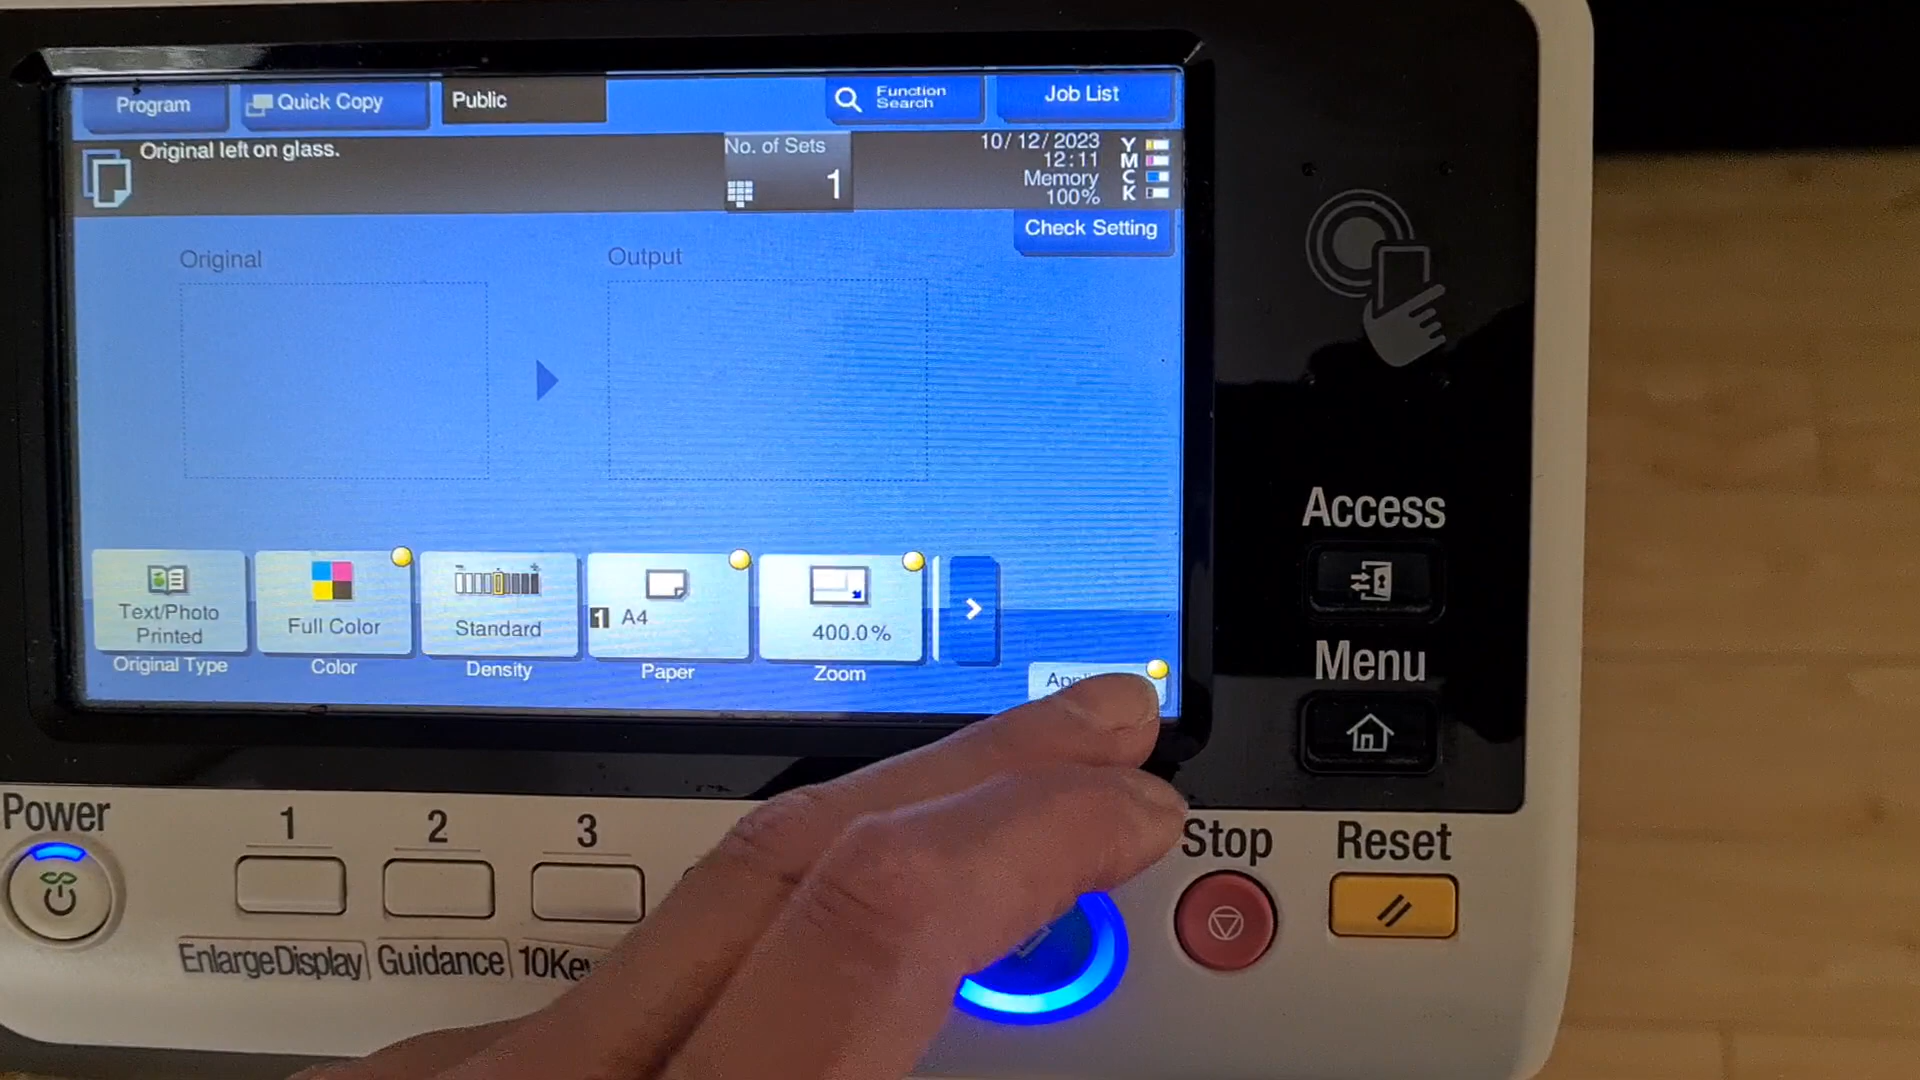 Program
Quick Copy
Public
Function
Search
Job List
Original left on glass.
No. of Sets
1
10/12/2023
12:11
Memory
100%
Y
M
C
K
Check Setting
Original
Output
Text/Photo
Printed
Original Type
Full Color
Color
Standard
Density
1 A4
Paper
400.0%
Zoom
Access
Menu
Power
1
2
3
Stop
Reset
EnlargeDisplay
Guidance